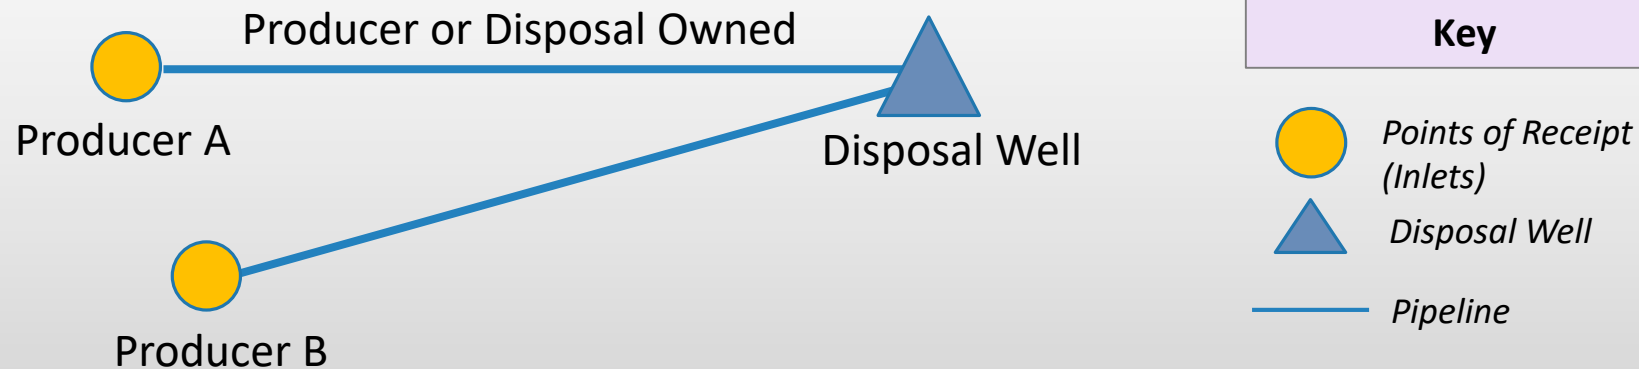 Producer or Disposal Owned
Producer A
Disposal Well
Producer B
Key
Points of Receipt
(Inlets)
Disposal Well
Pipeline